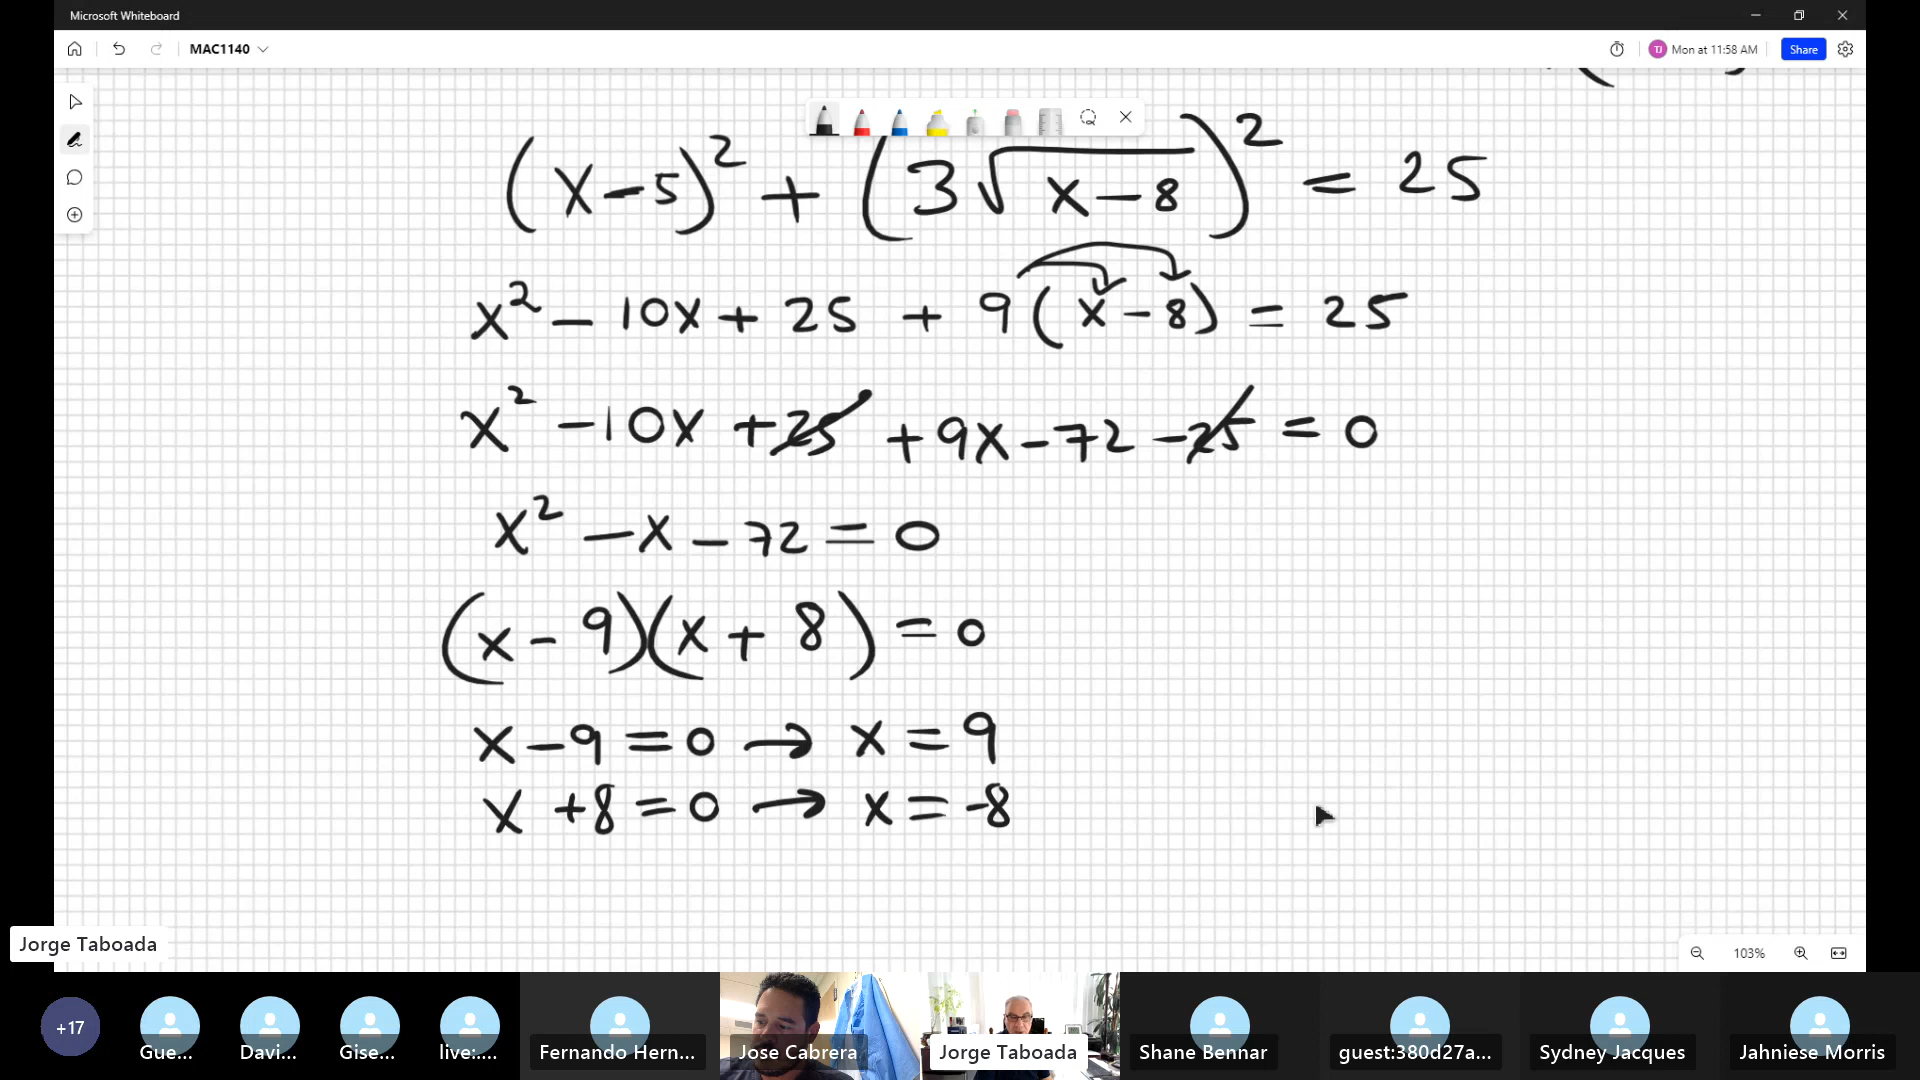 Microsoft Whiteboard
MAC1140
TJ Mon at 11:58 AM Share
(x-5)² + (3√x-8)² = 25
x² - 10x + 25 + 9(x-8) = 25
x² -10x +25 +9x-72 -25 = 0
x² -x - 72 = 0
(x - 9)(x + 8) = 0
x-9=0 → x=9
x +8=0 → x=-8
Jorge Taboada
103%
+17
Gue...
Davi...
Gise...
live:....
Fernando Hern...
Jose Cabrera
Jorge Taboada
Shane Bennar
guest:380d27a...
Sydney Jacques
Jahniese Morris